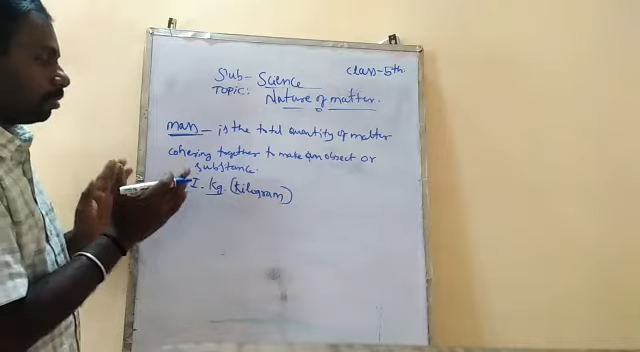 Sub- Science
Class-5th.
TOPIC: Nature of matter.
mass - is the total quantity of matter
cohering together to make an object or
substance.
I. Kg. (kilogram)